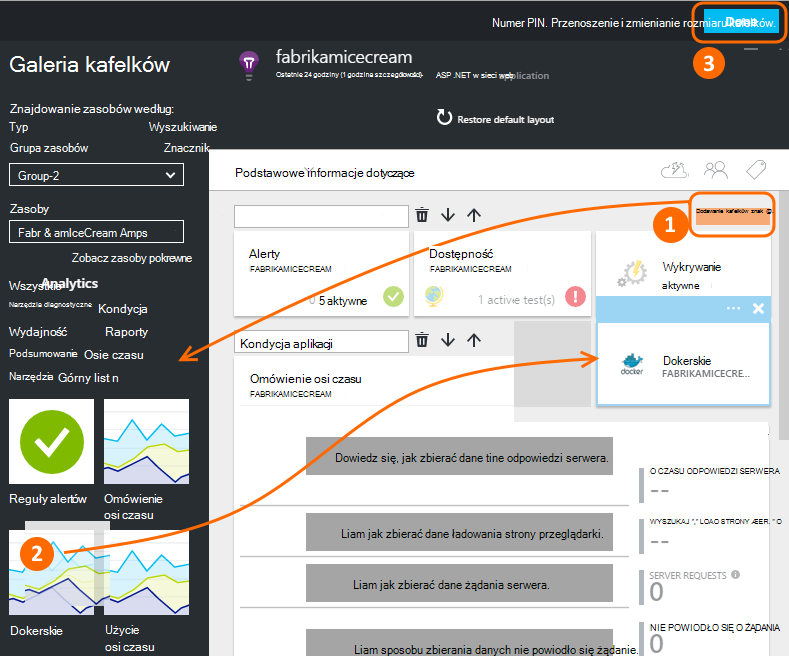 Numer PIN. Przenoszenie i zmienianie rozmiaru kafelków.
Done
3
Galeria kafelków
fabrikamicecream
Ostatnie 24 godziny (1 godzina szczegółowości)
ASP .NET w sieci web
application
Restore default layout
Znajdowanie zasobów według:
Typ
Wyszukiwanie
Grupa zasobów
Znacznik
Group-2
Zasoby
Fabr & amIceCream Amps
Zobacz zasoby pokrewne
Wszystkie
Analytics
Narzędzia diagnostyczne
Kondycja
Wydajność
Raporty
Podsumowanie
Osie czasu
Narzędzia
Górny list n
Reguły alertów
Omówienie
osi czasu
2
Dokerskie
Użycie
osi czasu
Podstawowe informacje dotyczące
1
Dodawanie kafelków znak
Alerty
FABRIKAMICECREAM
5 aktywne
Dostępność
FABRIKAMICECREAM
1 active test(s)
Wykrywanie
aktywne
Kondycja aplikacji
docker
Dokerskie
FABRIKAMICECRE...
Omówienie osi czasu
FABRIKAMICECREAM
Dowiedz się, jak zbierać dane tine odpowiedzi serwera.
O CZASU ODPOWIEDZI SERWERA
--
Liam jak zbierać dane ładowania strony przeglądarki.
WYSZUKAJ "," LOAO STRONY ÆER, " O
--
Liam jak zbierać dane żądania serwera.
SERVER REQUESTS
0
Liam sposobu zbierania danych nie powiodło się żądanie.
NIE POWIODŁO SIĘ O ŻĄDANIA
0